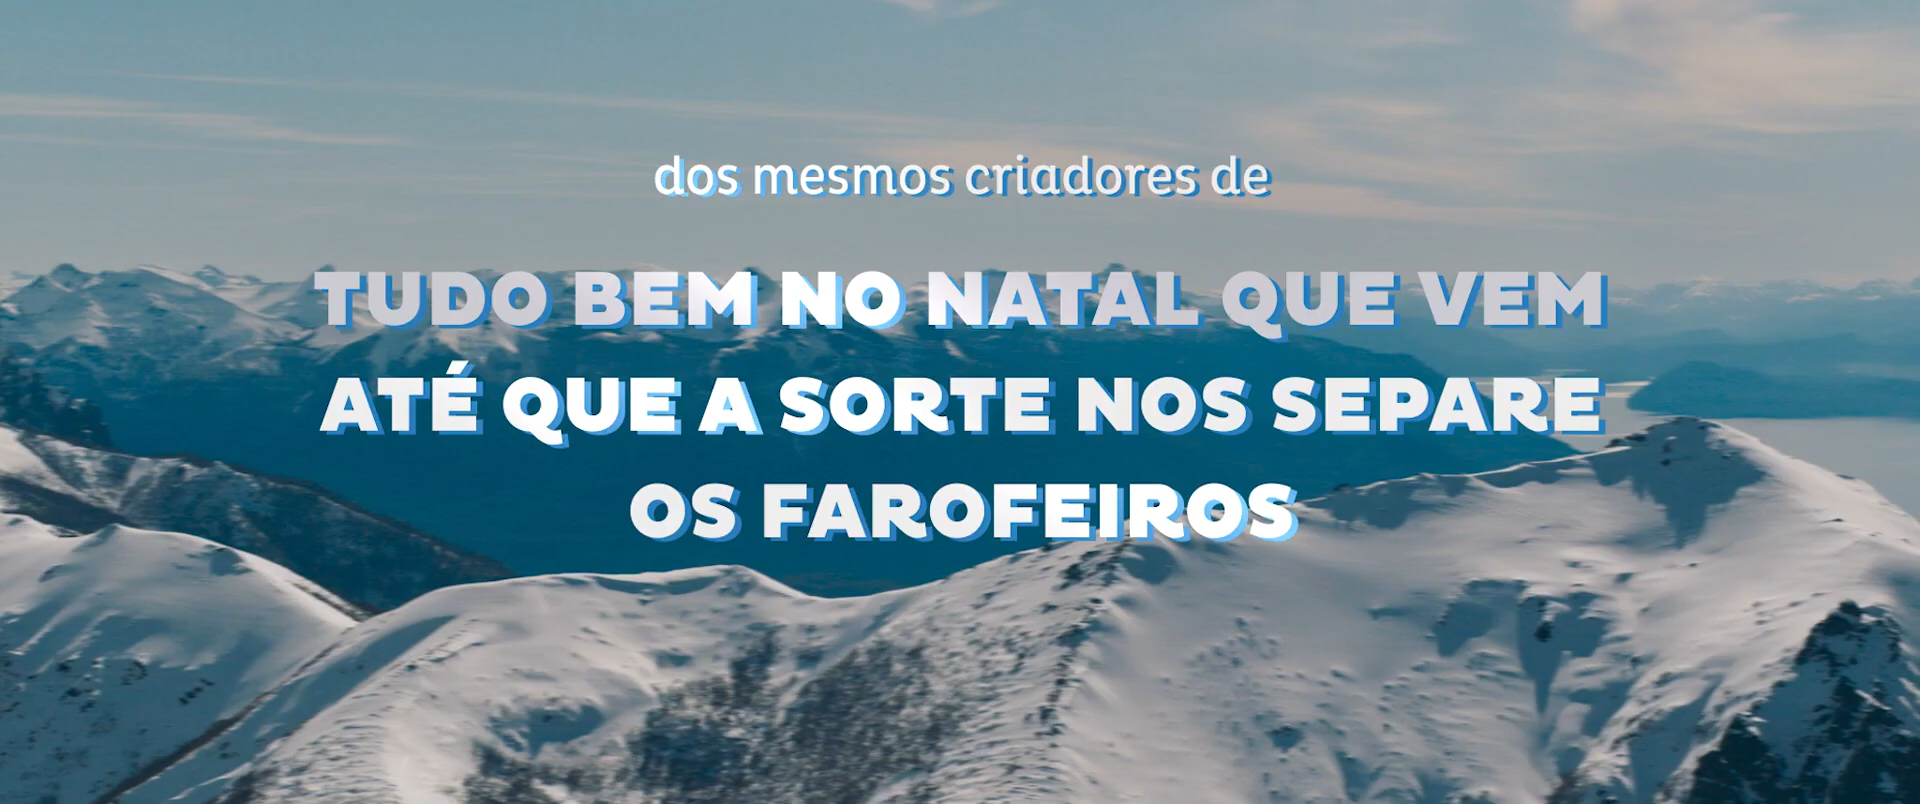 dos mesmos criadores de
TUDO BEM NO NATAL QUE VEM
ATÉ QUE A SORTE NOS SEPARE
OS FAROFEIROS